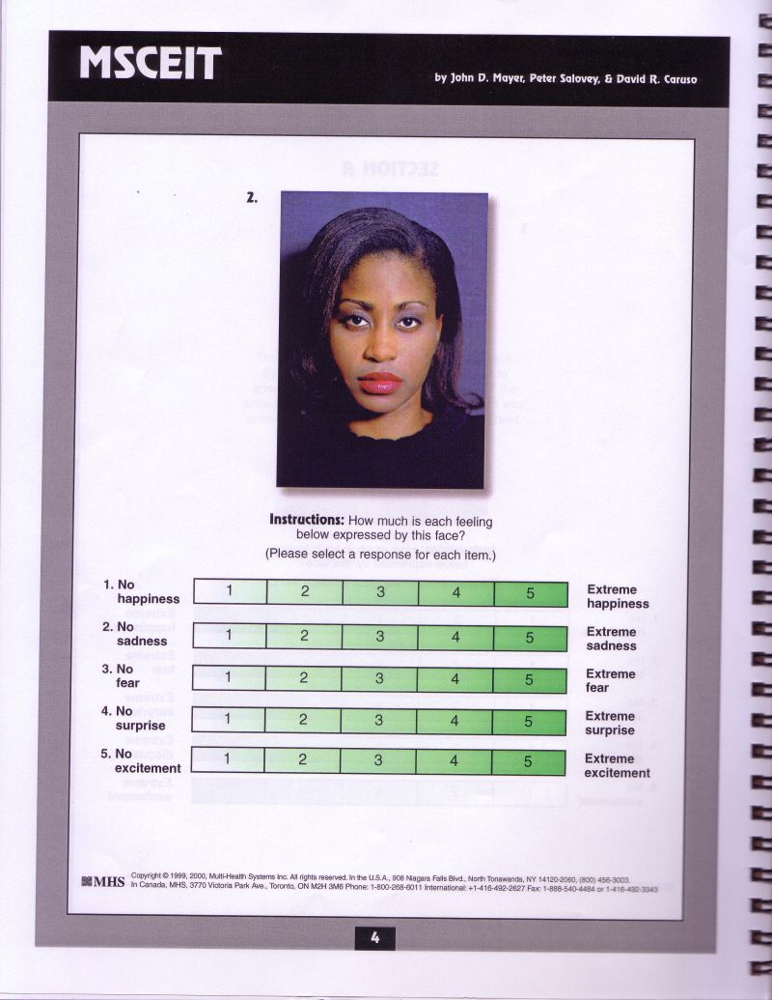 MSCEIT
by John D. Mayer, Peter Salovey, & David R. Caruso
2.
Instructions: How much is each feeling
below expressed by this face?
(Please select a response for each item.)
1. No happiness 1 2 3 4 5 Extreme happiness
2. No sadness 1 2 3 4 5 Extreme sadness
3. No fear 1 2 3 4 5 Extreme fear
4. No surprise 1 2 3 4 5 Extreme surprise
5. No excitement 1 2 3 4 5 Extreme excitement
MHS
Copyright © 1999, 2000, Multi-Health Systems Inc. All rights reserved. In the U.S.A., 908 Niagara Falls Blvd., North Tonawanda, NY 14120-2060, (800) 456-3003.
In Canada, MHS, 3770 Victoria Park Ave., Toronto, ON M2H 3M6 Phone: 1-800-268-6011 International: +1-416-492-2627 Fax: 1-888-540-4484 or 1-416-492-3343
4